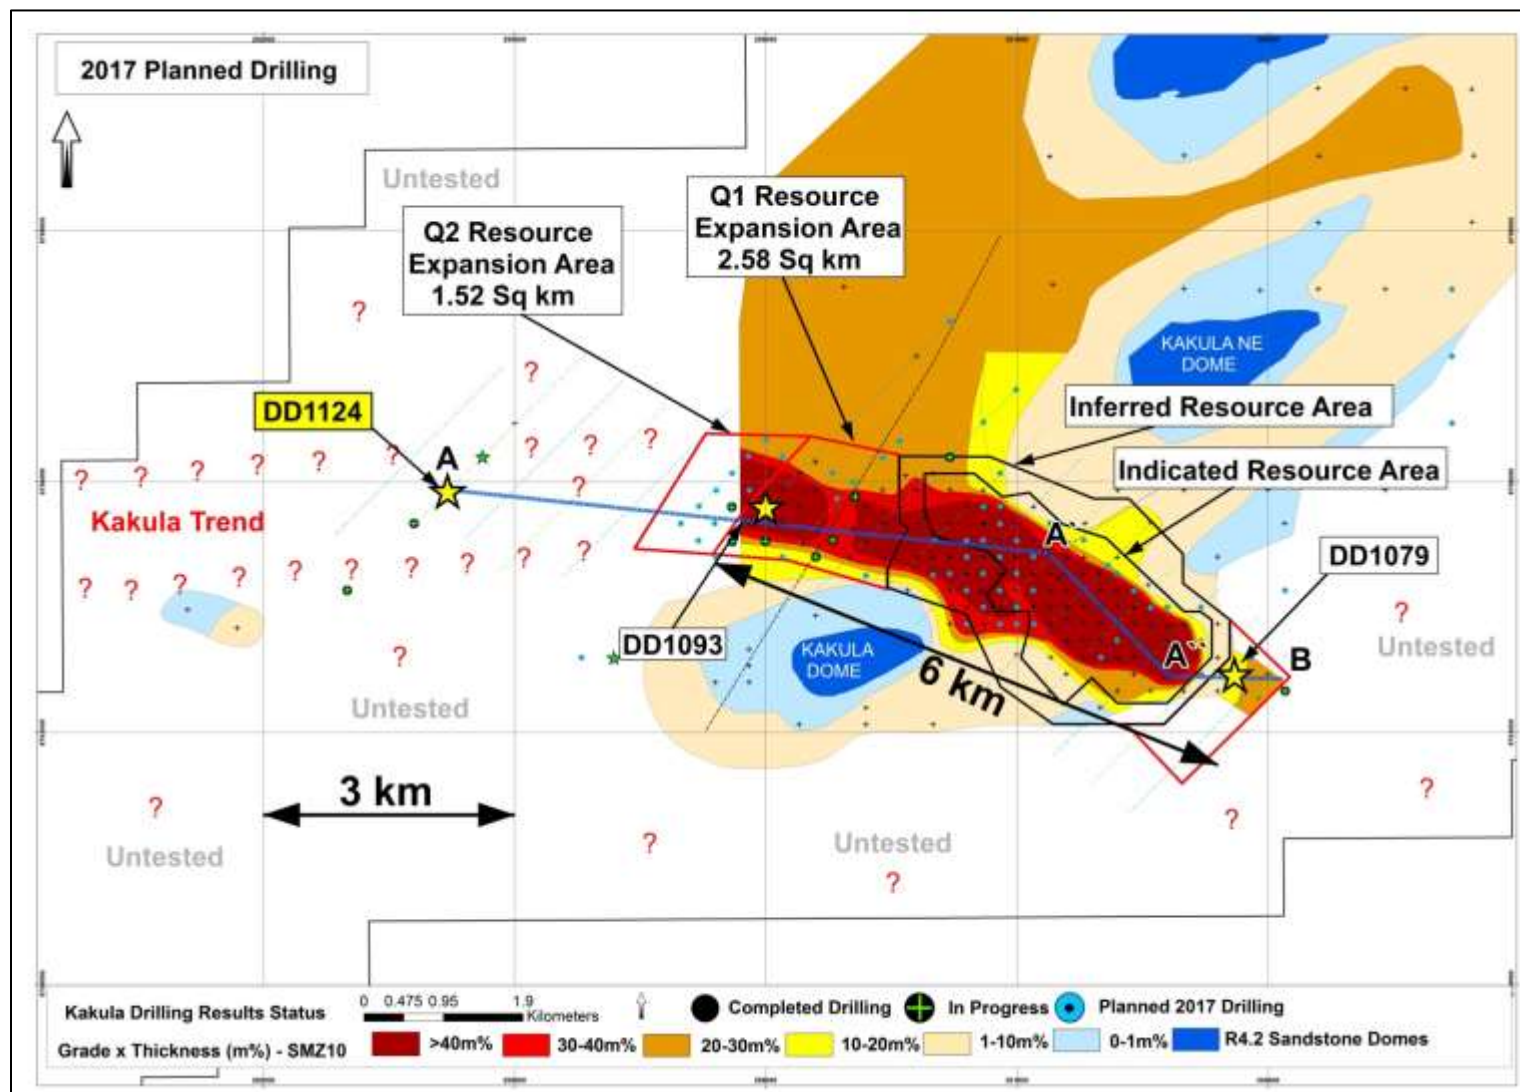 2017 Planned Drilling
Untested
Q2 Resource
Expansion Area
1.52 Sq km
Q1 Resource
Expansion Area
2.58 Sq km
?
?
KAKULA NE
DOME
DD1124
Inferred Resource Area
A
? ? ? ? ? ? ? ? ?
?
Indicated Resource Area
Kakula Trend
A`
DD1079
? ? ? ? ? ? ? ? ? ?
?
DD1093
KAKULA
DOME
A``
B
Untested
?
6 km
Untested
3 km
?
?
?
?
Untested
Untested
?
Kakula Drilling Results Status
0 0.475 0.95 1.9
Kilometers
Completed Drilling
In Progress
Planned 2017 Drilling
Grade x Thickness (m%) - SMZ10
>40m%
30-40m%
20-30m%
10-20m%
1-10m%
0-1m%
R4.2 Sandstone Domes